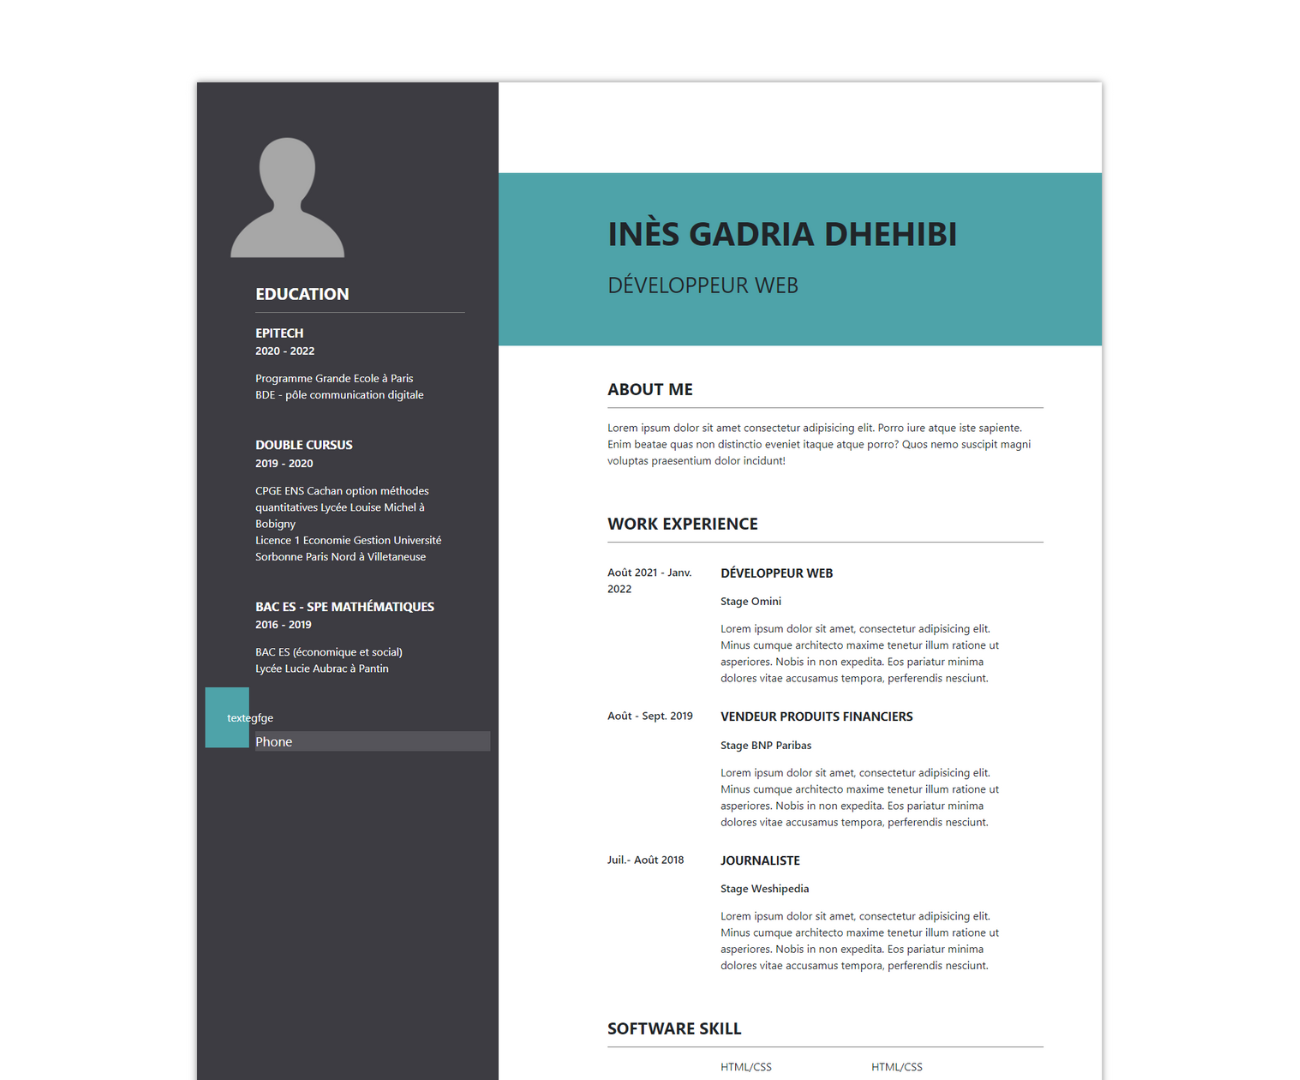 EDUCATION
EPITECH
2020 - 2022
Programme Grande Ecole à Paris
BDE - pôle communication digitale
DOUBLE CURSUS
2019 - 2020
CPGE ENS Cachan option méthodes
quantitatives Lycée Louise Michel à
Bobigny
Licence 1 Economie Gestion Université
Sorbonne Paris Nord à Villetaneuse
BAC ES - SPE MATHÉMATIQUES
2016 - 2019
BAC ES (économique et social)
Lycée Lucie Aubrac à Pantin
textegfge
Phone
INÈS GADRIA DHEHIBI
DÉVELOPPEUR WEB
ABOUT ME
Lorem ipsum dolor sit amet consectetur adipisicing elit. Porro iure atque iste sapiente.
Enim beatae quas non distinctio eveniet itaque atque porro? Quos nemo suscipit magni
voluptas praesentium dolor incidunt!
WORK EXPERIENCE
Août 2021 - Janv.
2022
DÉVELOPPEUR WEB
Stage Omini
Lorem ipsum dolor sit amet, consectetur adipisicing elit.
Minus cumque architecto maxime tenetur illum ratione ut
asperiores. Nobis in non expedita. Eos pariatur minima
dolores vitae accusamus tempora, perferendis nesciunt.
Août - Sept. 2019
VENDEUR PRODUITS FINANCIERS
Stage BNP Paribas
Lorem ipsum dolor sit amet, consectetur adipisicing elit.
Minus cumque architecto maxime tenetur illum ratione ut
asperiores. Nobis in non expedita. Eos pariatur minima
dolores vitae accusamus tempora, perferendis nesciunt.
Juil.- Août 2018
JOURNALISTE
Stage Weshipedia
Lorem ipsum dolor sit amet, consectetur adipisicing elit.
Minus cumque architecto maxime tenetur illum ratione ut
asperiores. Nobis in non expedita. Eos pariatur minima
dolores vitae accusamus tempora, perferendis nesciunt.
SOFTWARE SKILL
HTML/CSS HTML/CSS